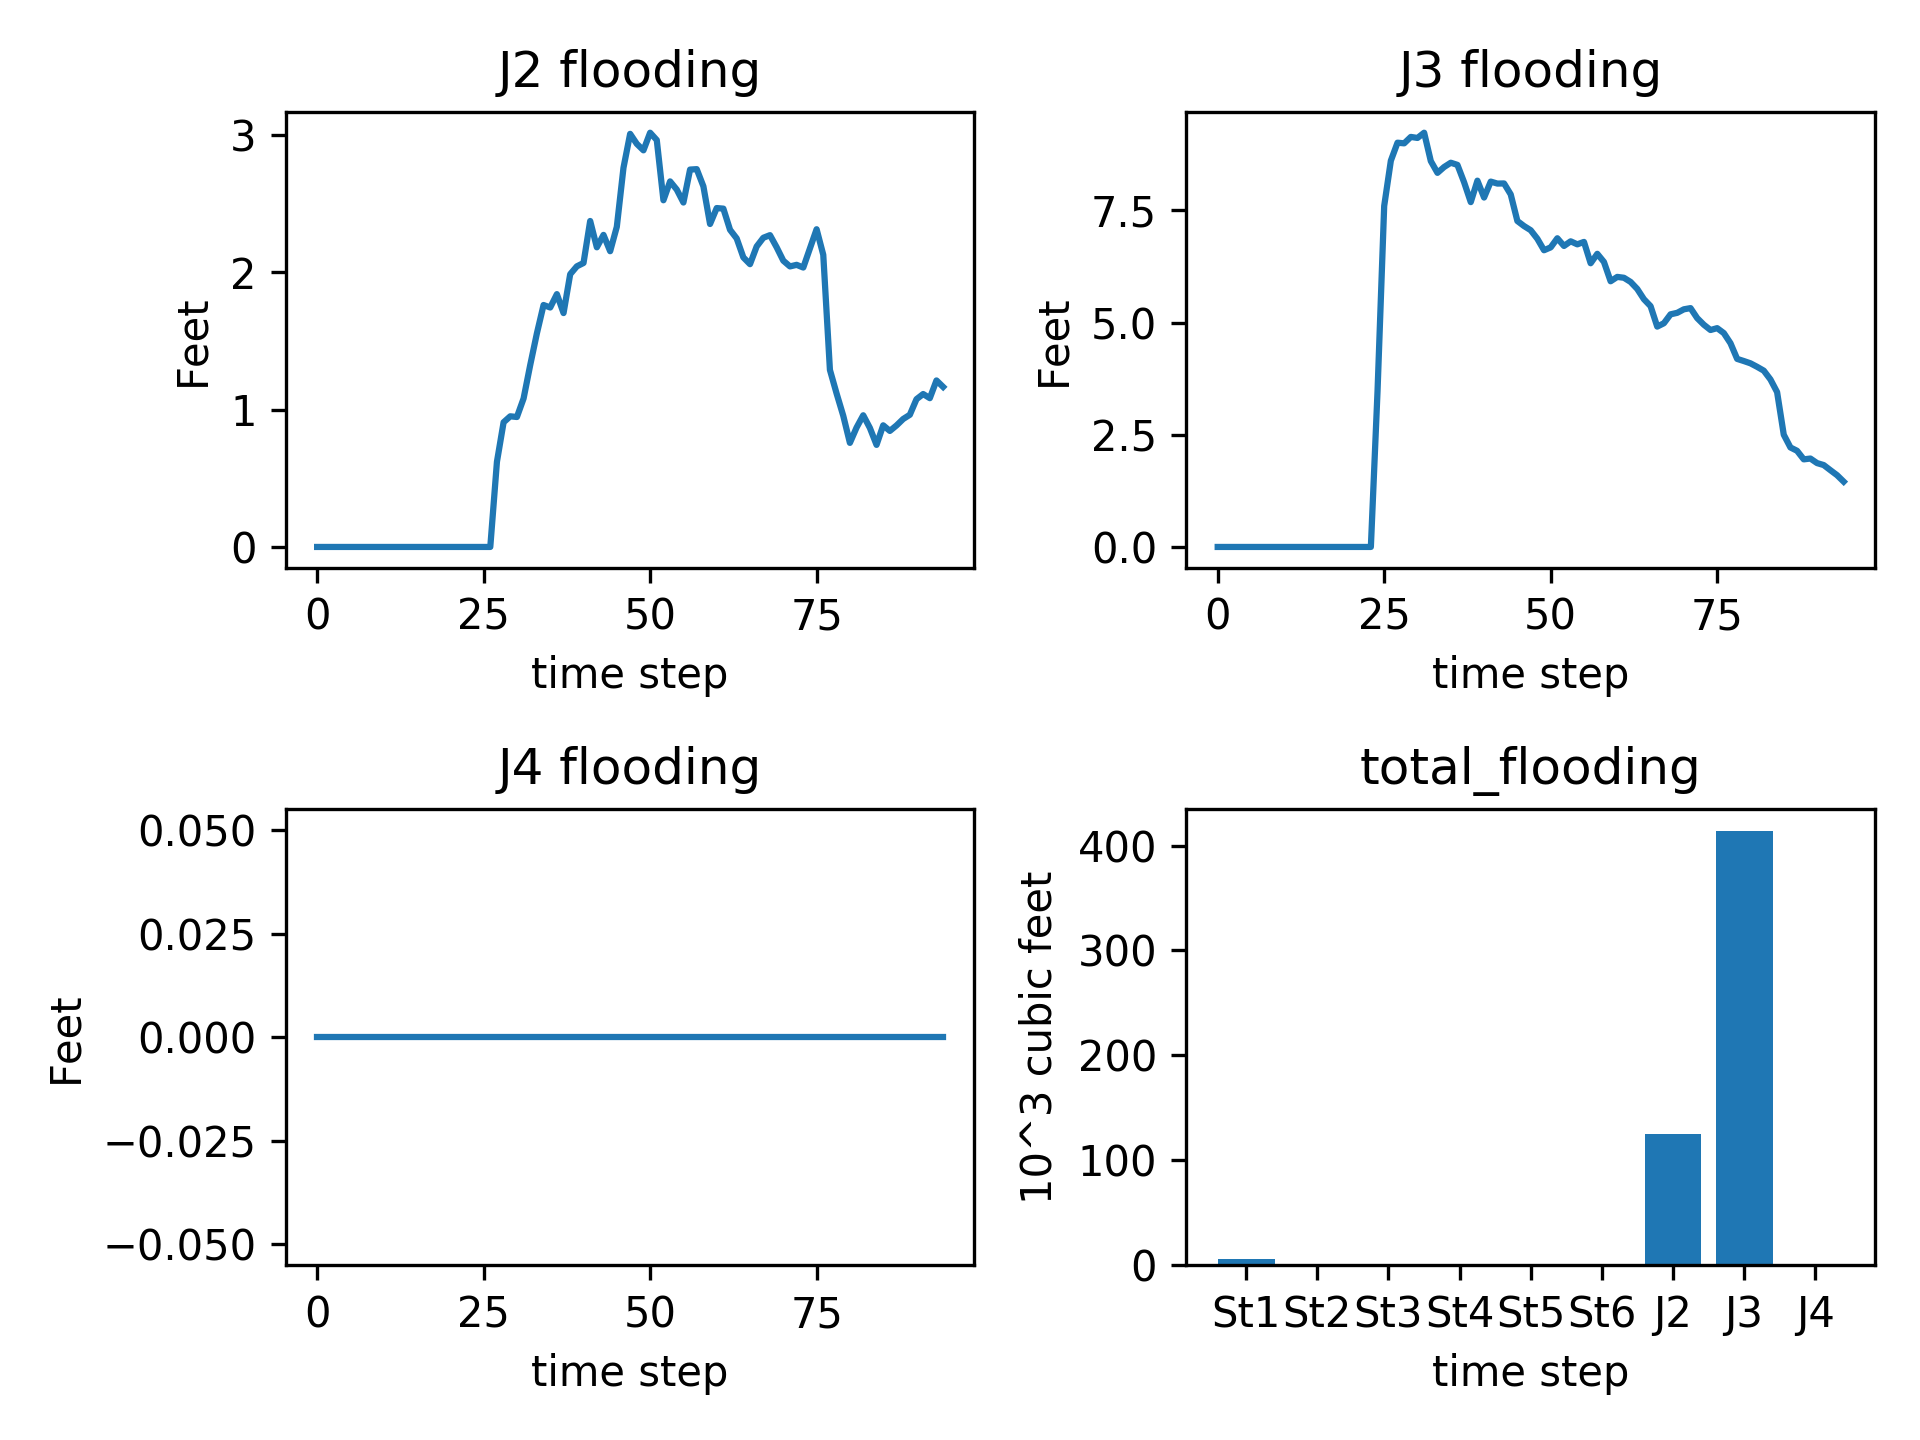 J2 flooding
3
2
1
0
Feet
0 25 50 75
time step
J3 flooding
7.5
5.0
2.5
0.0
Feet
0 25 50 75
time step
J4 flooding
0.050
0.025
0.000
−0.025
−0.050
Feet
0 25 50 75
time step
total_flooding
400
300
200
100
0
10^3 cubic feet
St1 St2 St3 St4 St5 St6 J2 J3 J4
time step